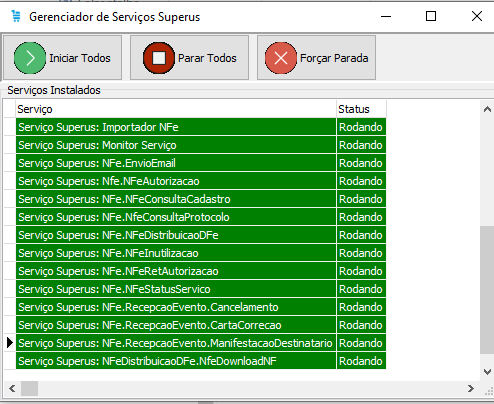 Gerenciador de Serviços Superus
Iniciar Todos
Parar Todos
Forçar Parada
Serviços Instalados
Serviço Status
Serviço Superus: Importador NFe Rodando
Serviço Superus: Monitor Serviço Rodando
Serviço Superus: NFe.EnvioEmail Rodando
Serviço Superus: Nfe.NFeAutorizacao Rodando
Serviço Superus: NFe.NFeConsultaCadastro Rodando
Serviço Superus: NFe.NfeConsultaProtocolo Rodando
Serviço Superus: NFe.NFeDistribuicaoDFe Rodando
Serviço Superus: NFe.NFeInutilizacao Rodando
Serviço Superus: NFe.NFeRetAutorizacao Rodando
Serviço Superus: NFe.NFeStatusServico Rodando
Serviço Superus: NFe.RecepcaoEvento.Cancelamento Rodando
Serviço Superus: NFe.RecepcaoEvento.CartaCorrecao Rodando
Serviço Superus: NFe.RecepcaoEvento.ManifestacaoDestinatario Rodando
Serviço Superus: NFeDistribuicaoDFe.NfeDownloadNF Rodando